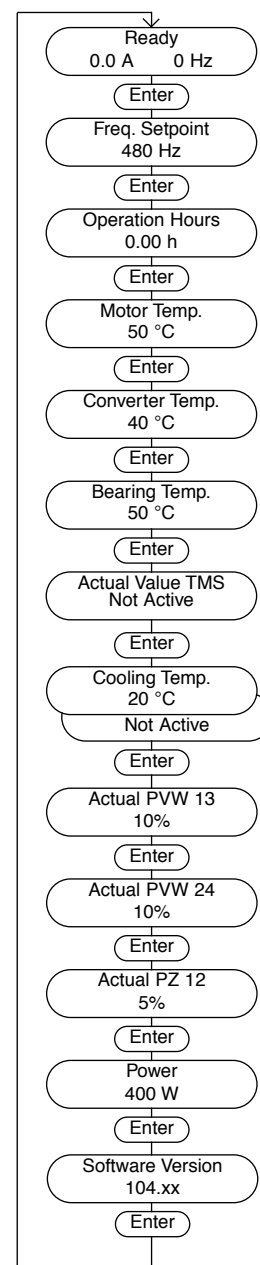 Ready
0.0 A 0 Hz
Enter
Freq. Setpoint
480 Hz
Enter
Operation Hours
0.00 h
Enter
Motor Temp.
50 °C
Enter
Converter Temp.
40 °C
Enter
Bearing Temp.
50 °C
Enter
Actual Value TMS
Not Active
Enter
Cooling Temp.
20 °C
Not Active
Enter
Actual PVW 13
10%
Enter
Actual PVW 24
10%
Enter
Actual PZ 12
5%
Enter
Power
400 W
Enter
Software Version
104.xx
Enter